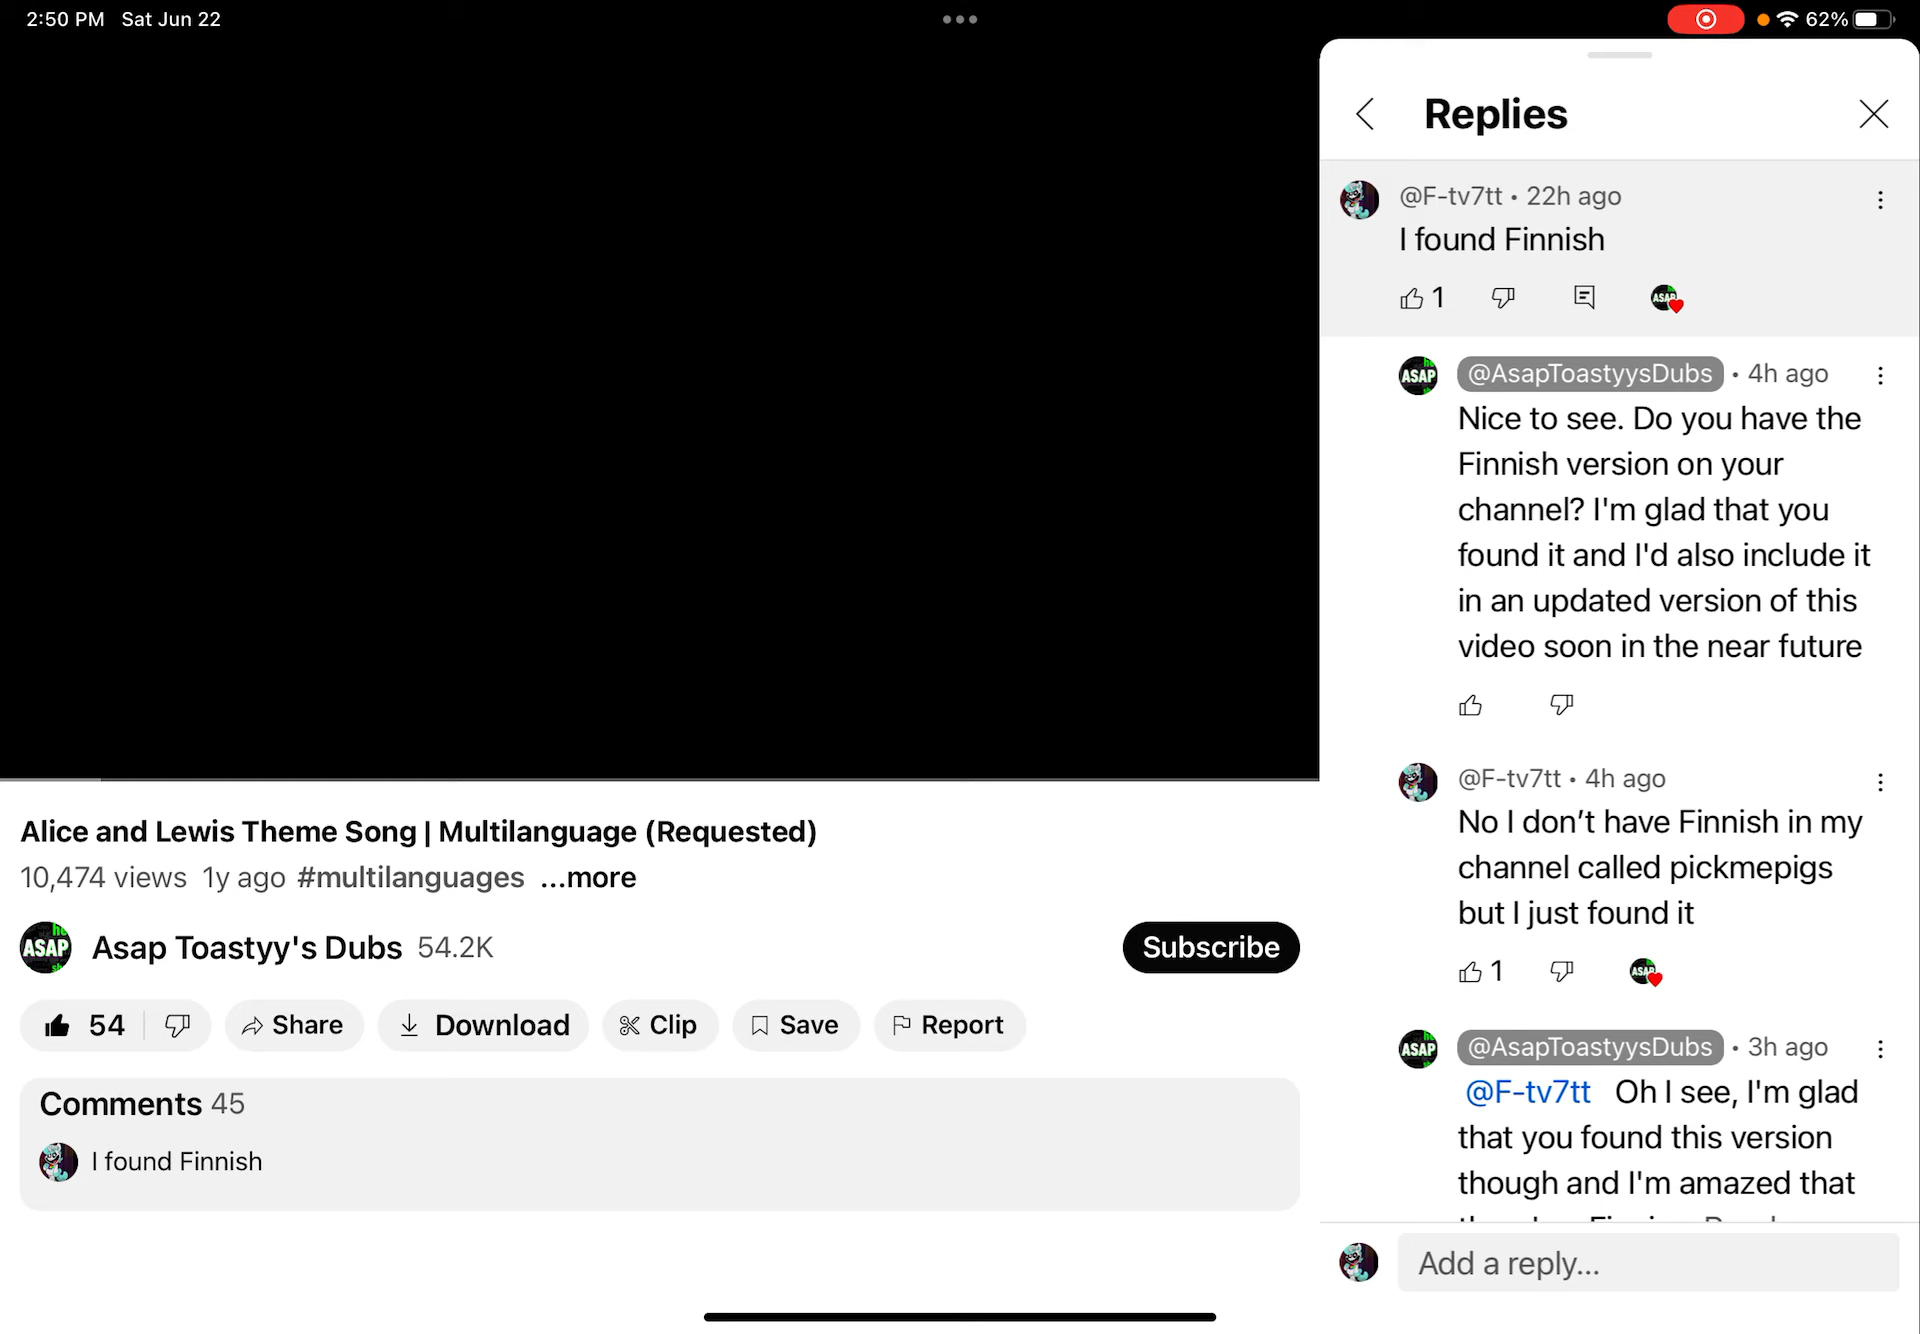 2:50 PM Sat Jun 22
62%
Replies
@F-tv7tt • 22h ago
I found Finnish
1
ASAP
@AsapToastyysDubs • 4h ago
Nice to see. Do you have the
Finnish version on your
channel? I'm glad that you
found it and I'd also include it
in an updated version of this
video soon in the near future
@F-tv7tt • 4h ago
No I don’t have Finnish in my
channel called pickmepigs
but I just found it
1
ASAP
@AsapToastyysDubs • 3h ago
@F-tv7tt Oh I see, I'm glad
that you found this version
though and I'm amazed that
Add a reply...
Alice and Lewis Theme Song | Multilanguage (Requested)
10,474 views 1y ago #multilanguages ...more
ASAP
Asap Toastyy's Dubs 54.2K
Subscribe
54 Share Download Clip Save Report
Comments 45
I found Finnish